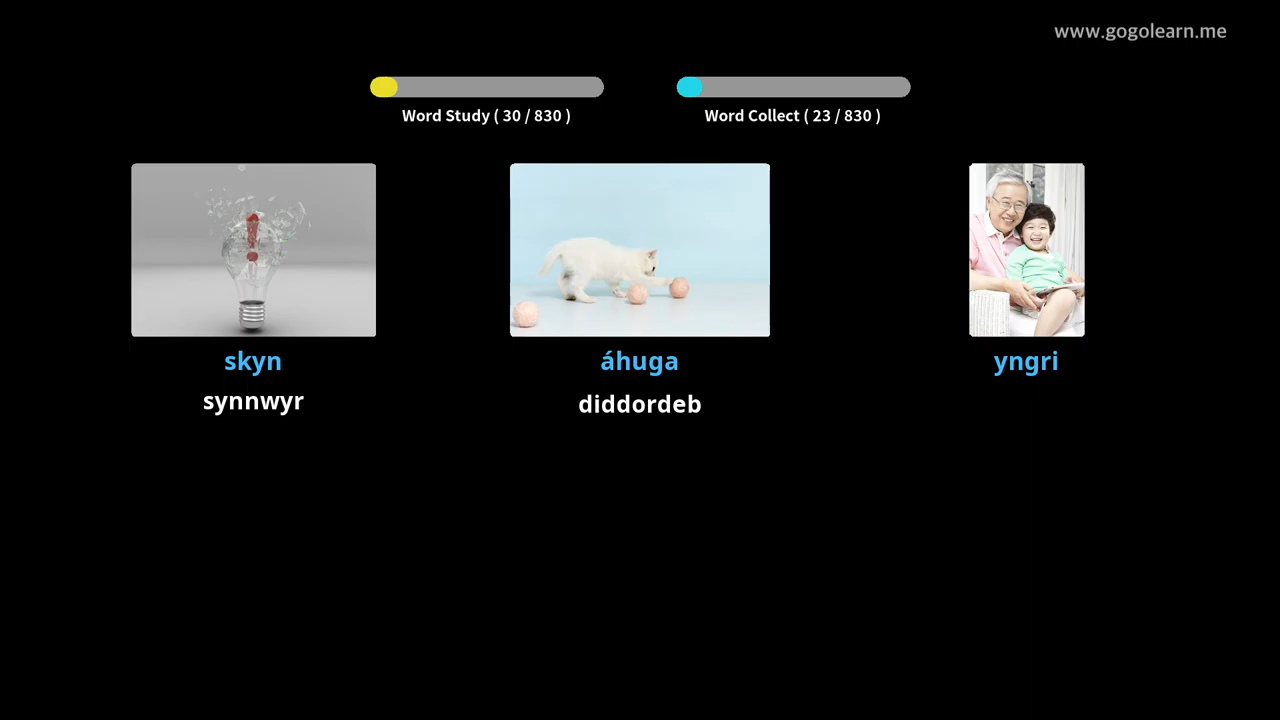 www.gogolearn.me
Word Study ( 30 / 830 )
Word Collect ( 23 / 830 )
skyn
áhuga
yngri
synnwyr
diddordeb